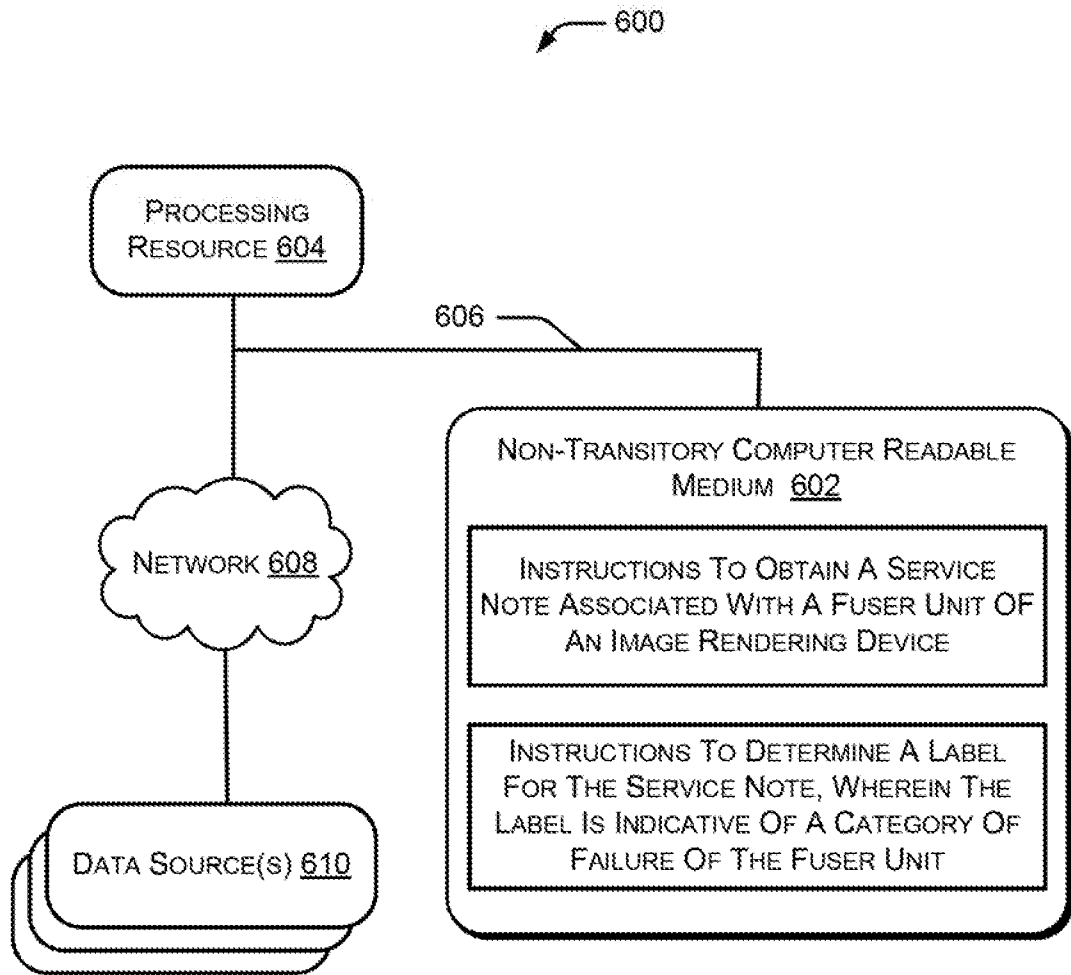 600
PROCESSING
RESOURCE 604
606
NON-TRANSITORY COMPUTER READABLE
MEDIUM 602
NETWORK 608
INSTRUCTIONS TO OBTAIN A SERVICE
NOTE ASSOCIATED WITH A FUSER UNIT OF
AN IMAGE RENDERING DEVICE
INSTRUCTIONS TO DETERMINE A LABEL
FOR THE SERVICE NOTE, WHEREIN THE
LABEL IS INDICATIVE OF A CATEGORY OF
FAILURE OF THE FUSER UNIT
DATA SOURCE(S) 610